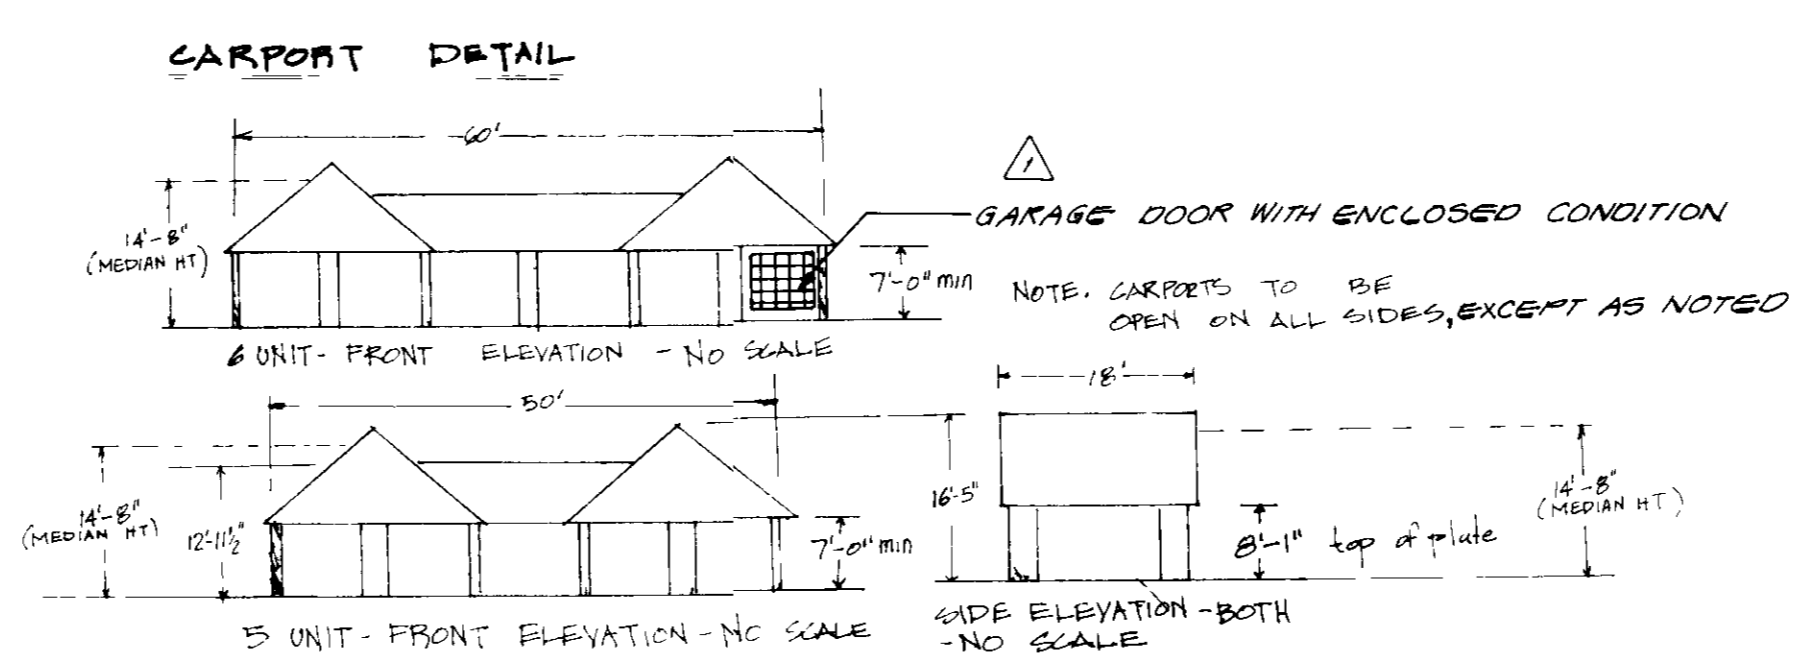 CARPORT DETAIL
60'
1
GARAGE DOOR WITH ENCLOSED CONDITION
14'-8"
(MEDIAN HT)
7'-0" min
NOTE. CARPORTS TO BE
OPEN ON ALL SIDES, EXCEPT AS NOTED
6 UNIT- FRONT ELEVATION - NO SCALE
50'
18'
14'-8"
(MEDIAN HT)
12'-11½"
7'-0" min
16'-5"
8'-1" top of plate
14'-8"
(MEDIAN HT)
5 UNIT- FRONT ELEVATION - NO SCALE
SIDE ELEVATION - BOTH
- NO SCALE